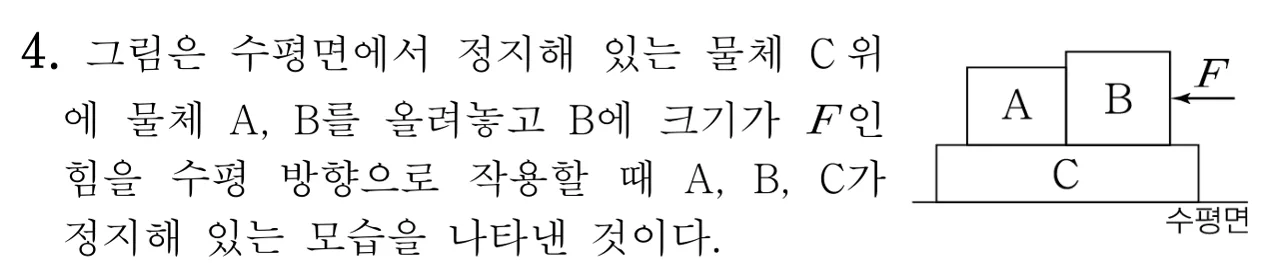 4. 그림은 수평면에서 정지해 있는 물체 C 위
에 물체 A, B를 올려놓고 B에 크기가 F인
힘을 수평 방향으로 작용할 때 A, B, C가
정지해 있는 모습을 나타낸 것이다.
A B F
C
수평면